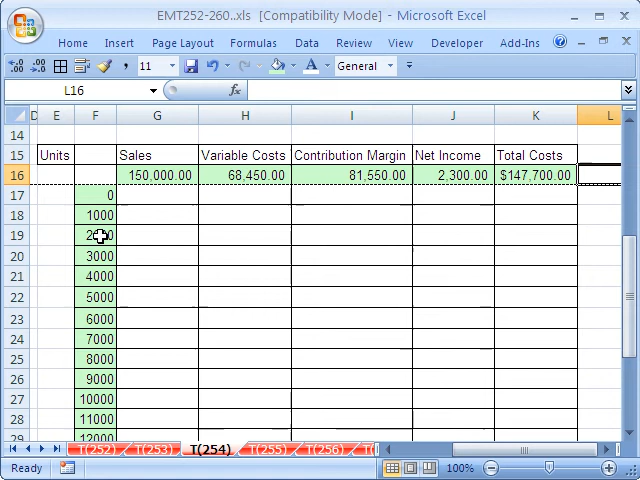 EMT252-260..xls [Compatibility Mode] - Microsoft Excel
Home Insert Page Layout Formulas Data Review View Developer Add-Ins
11 General
L16 fx
D E F G H I J K L
14
15 Units Sales Variable Costs Contribution Margin Net Income Total Costs
16 150,000.00 68,450.00 81,550.00 2,300.00 $147,700.00
17 0
18 1000
19
20 3000
21 4000
22 5000
23 6000
24 7000
25 8000
26 9000
27 10000
28 11000
29 12000
T(252) T(253) T(254) T(255) T(256)
Ready 100%